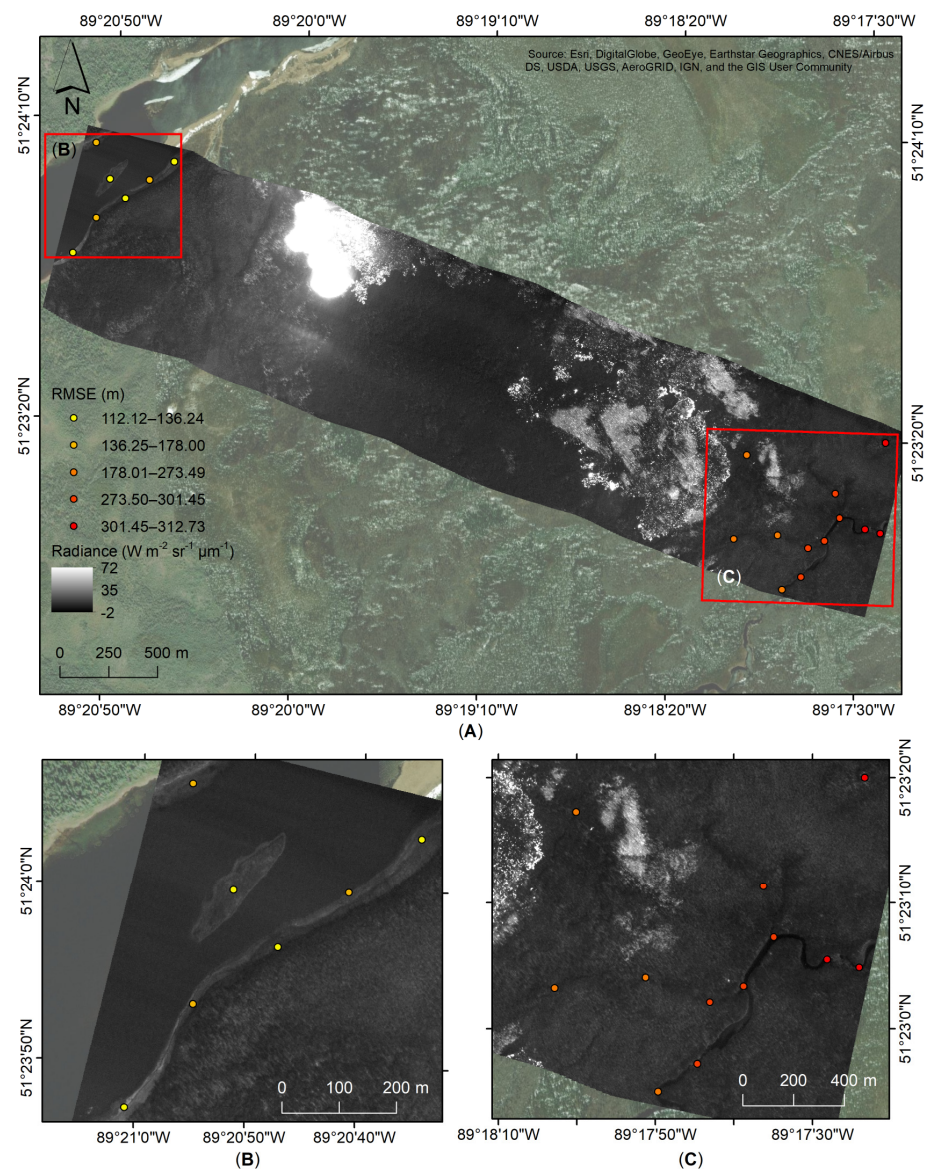 89°20'50"W 89°20'0"W 89°19'10"W 89°18'20"W 89°17'30"W
Source: Esri, DigitalGlobe, GeoEye, Earthstar Geographics, CNES/Airbus
DS, USDA, USGS, AeroGRID, IGN, and the GIS User Community
N
51°24'10"N
51°24'10"N
(B)
51°23'20"N
51°23'20"N
RMSE (m)
112.12–136.24
136.25–178.00
178.01–273.49
273.50–301.45
301.45–312.73
Radiance (W m⁻² sr⁻¹ µm⁻¹)
72
35
-2
(C)
0 250 500 m
89°20'50"W 89°20'0"W 89°19'10"W 89°18'20"W 89°17'30"W
(A)
51°24'0"N
51°23'50"N
0 100 200 m
89°21'0"W 89°20'50"W 89°20'40"W
(B)
51°23'20"N
51°23'10"N
51°23'0"N
0 200 400 m
89°18'10"W 89°17'50"W 89°17'30"W
(C)